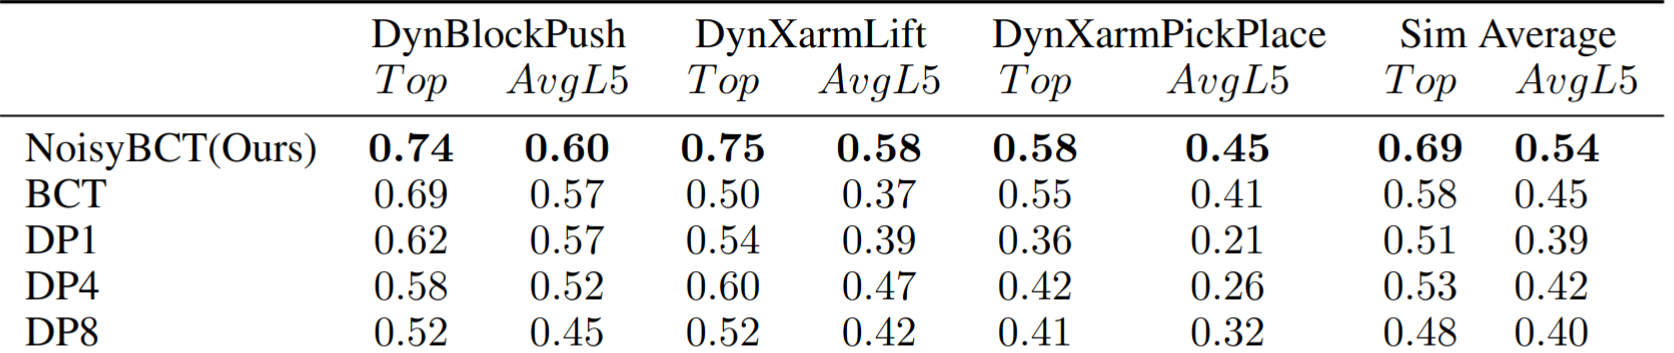 DynBlockPush DynXarmLift DynXarmPickPlace Sim Average
Top AvgL5 Top AvgL5 Top AvgL5 Top AvgL5
NoisyBCT(Ours) 0.74 0.60 0.75 0.58 0.58 0.45 0.69 0.54
BCT 0.69 0.57 0.50 0.37 0.55 0.41 0.58 0.45
DP1 0.62 0.57 0.54 0.39 0.36 0.21 0.51 0.39
DP4 0.58 0.52 0.60 0.47 0.42 0.26 0.53 0.42
DP8 0.52 0.45 0.52 0.42 0.41 0.32 0.48 0.40